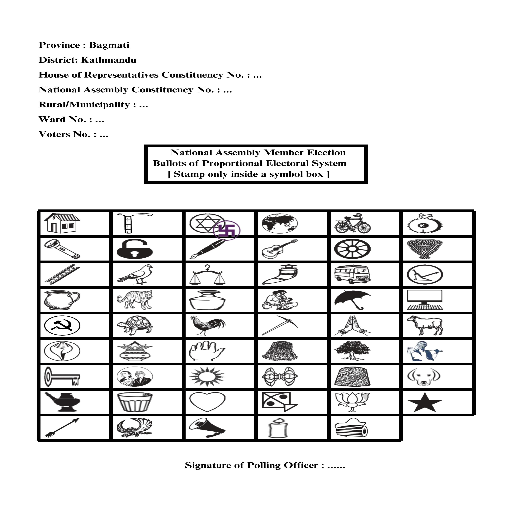 Province : Bagmati
District: Kathmandu
House of Representatives Constituency No. : ...
National Assembly Constituency No. : ...
Rural/Municipality : ...
Ward No. : ...
Voters No. : ...
National Assembly Member Election
Ballots of Proportional Electoral System
[ Stamp only inside a symbol box ]
Signature of Polling Officer : ......